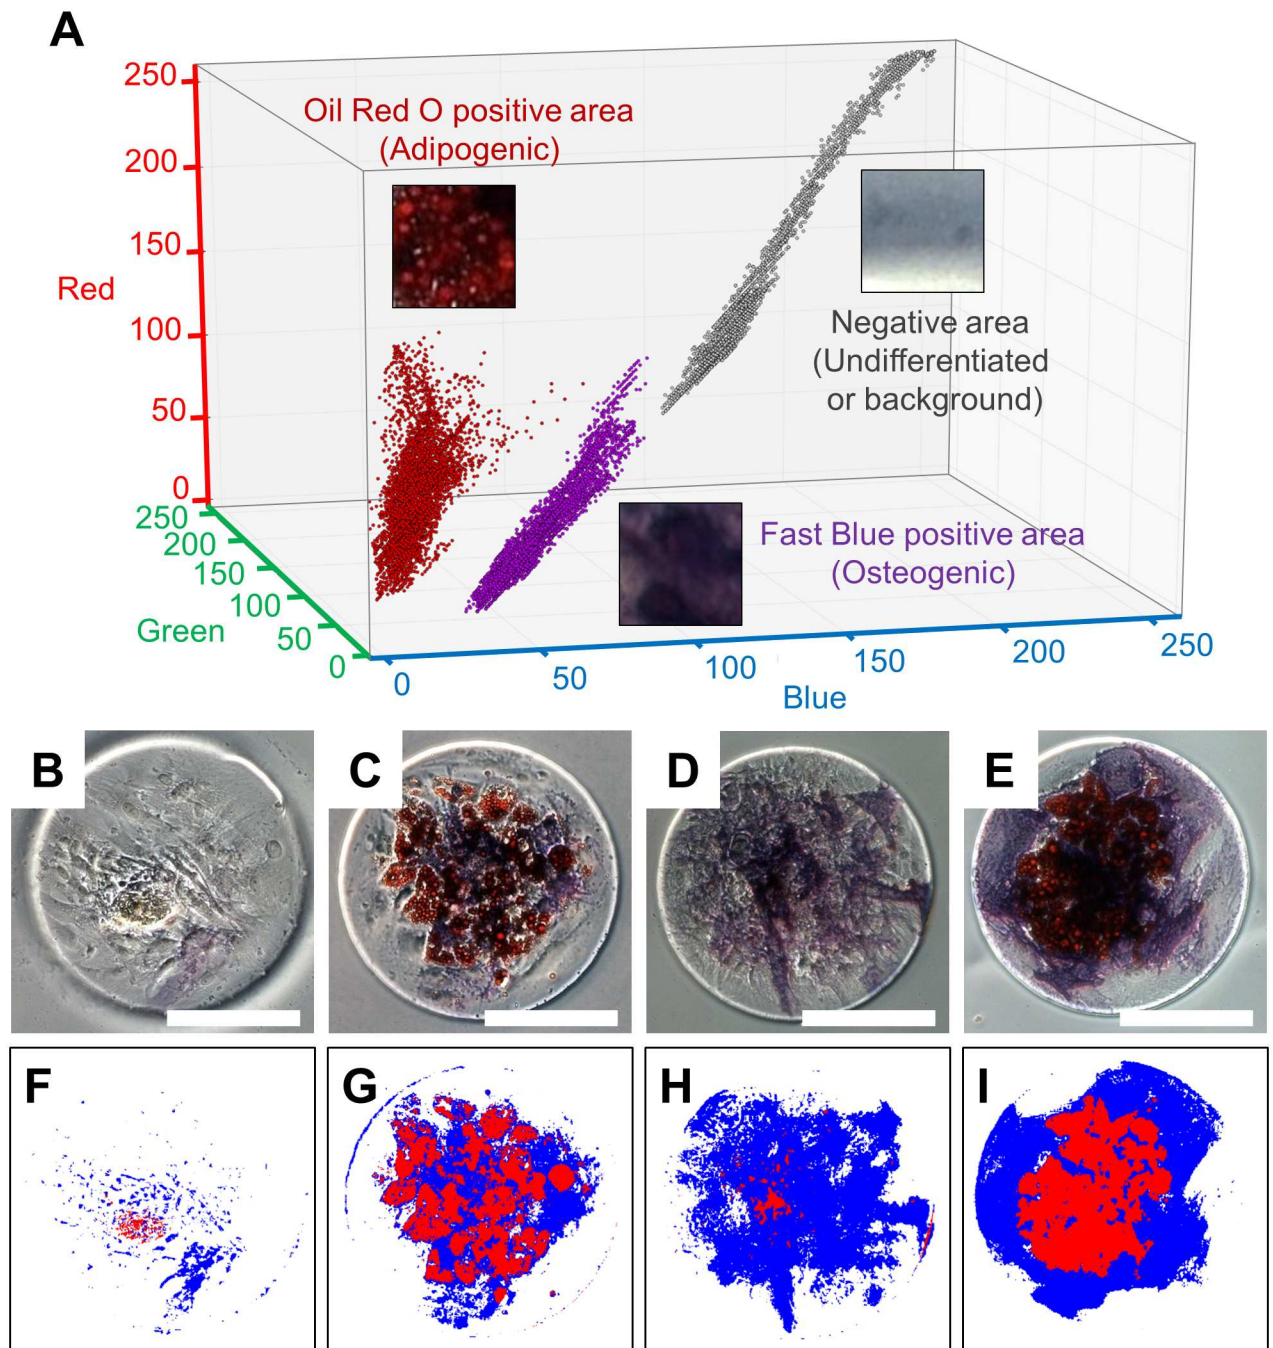 A
250
200
150
100
50
0
Red
Oil Red O positive area
(Adipogenic)
Negative area
(Undifferentiated
or background)
Fast Blue positive area
(Osteogenic)
250
200
150
100
50
0
Green
0
50
100
150
200
250
Blue
B
C
D
E
F
G
H
I